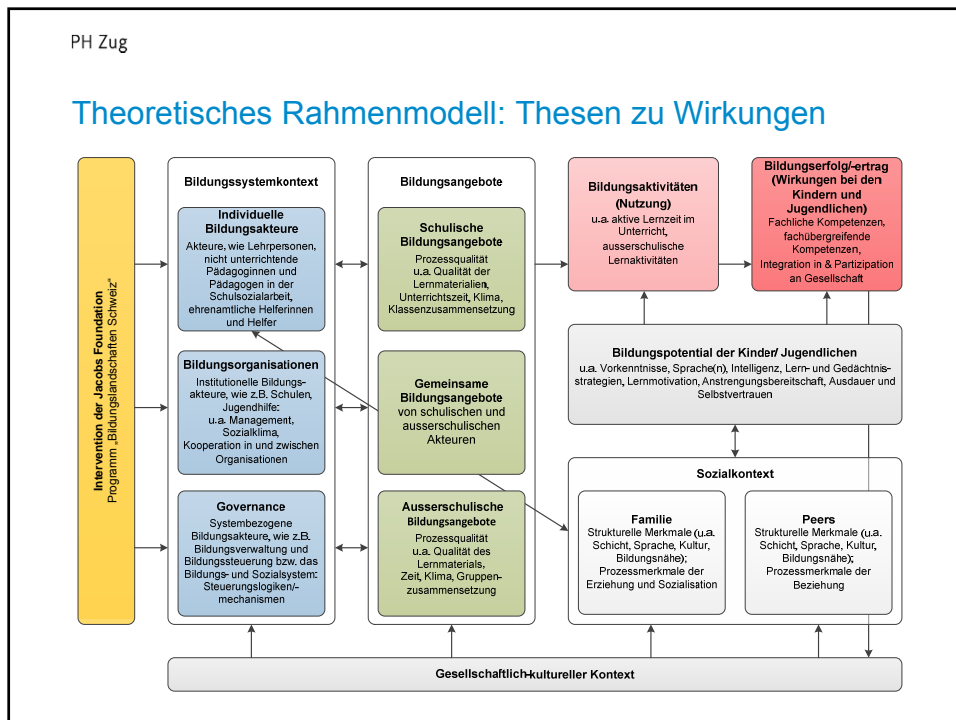 PH Zug
Theoretisches Rahmenmodell: Thesen zu Wirkungen
Intervention der Jacobs Foundation
Programm „Bildungslandschaften Schweiz“
Bildungssystemkontext
Individuelle
Bildungsakteure
Akteure, wie Lehrpersonen,
nicht unterrichtende
Pädagoginnen und
Pädagogen in der
Schulsozialarbeit,
ehrenamtliche Helferinnen
und Helfer
Bildungsorganisationen
Institutionelle Bildungs-
akteure, wie z.B. Schulen,
Jugendhilfe:
u.a. Management,
Sozialklima,
Kooperation in und zwischen
Organisationen
Governance
Systembezogene
Bildungsakteure, wie z.B.
Bildungsverwaltung und
Bildungssteuerung bzw. das
Bildungs- und Sozialsystem:
Steuerungslogiken/-
mechanismen
Bildungsangebote
Schulische
Bildungsangebote
Prozessqualität
u.a. Qualität der
Lernmaterialien,
Unterrichtszeit, Klima,
Klassenzusammensetzung
Gemeinsame
Bildungsangebote
von schulischen und
ausserschulischen
Akteuren
Ausserschulische
Bildungsangebote
Prozessqualität
u.a. Qualität des
Lernmaterials,
Zeit, Klima, Gruppen-
zusammensetzung
Bildungsaktivitäten
(Nutzung)
u.a. aktive Lernzeit im
Unterricht,
ausserschulische
Lernaktivitäten
Bildungserfolg/-ertrag
(Wirkungen bei den
Kindern und
Jugendlichen)
Fachliche Kompetenzen,
fachübergreifende
Kompetenzen,
Integration in & Partizipation
an Gesellschaft
Bildungspotential der Kinder/ Jugendlichen
u.a. Vorkenntnisse, Sprache(n), Intelligenz, Lern- und Gedächtnis-
strategien, Lernmotivation, Anstrengungsbereitschaft, Ausdauer und
Selbstvertrauen
Sozialkontext
Familie
Strukturelle Merkmale (u.a.
Schicht, Sprache, Kultur,
Bildungsnähe);
Prozessmerkmale der
Erziehung und Sozialisation
Peers
Strukturelle Merkmale (u.a.
Schicht, Sprache, Kultur,
Bildungsnähe);
Prozessmerkmale der
Beziehung
Gesellschaftlich-kultureller Kontext